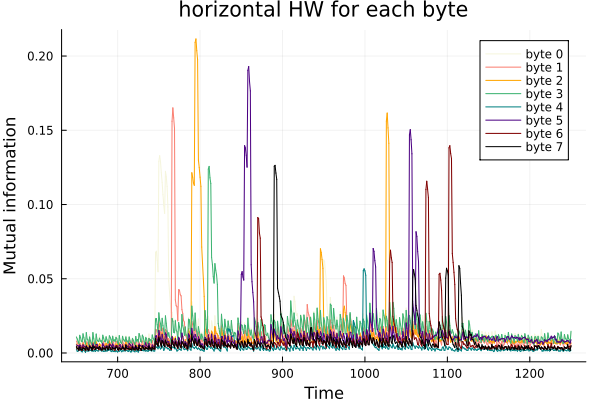 horizontal HW for each byte
0.20
0.15
0.10
0.05
0.00
Mutual information
byte 0
byte 1
byte 2
byte 3
byte 4
byte 5
byte 6
byte 7
700 800 900 1000 1100 1200
Time